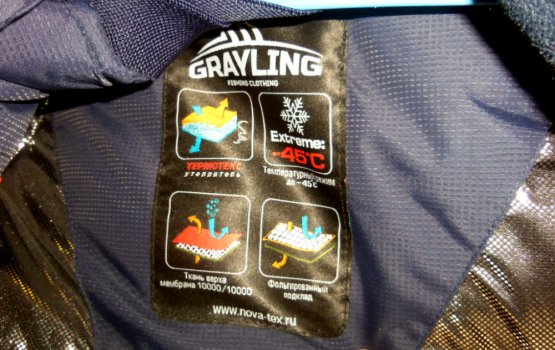 GRAYLING
FISHING CLOTHING
Extreme:
-45°C
ТЕРМОТЕКС
утеплитель
Температурный режим
до -45°С
Ткань верха
мембрана 10000/10000
Фольгированный
подклад
www.nova-tex.ru